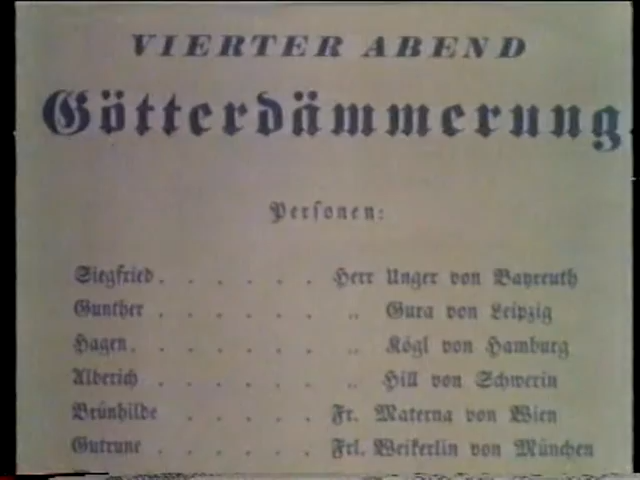 VIERTER ABEND
Götterdämmerung.
Personen:
Siegfried . . . . . . Herr Unger von Bayreuth
Gunther . . . . . . „ Gura von Leipzig
Hagen. . . . . . . „ Kögl von Hamburg
Alberich . . . . . . „ Hill von Schwerin
Brünhilde . . . . . Fr. Materna von Wien
Gutrune . . . . . . Frl. Weikerlin von München